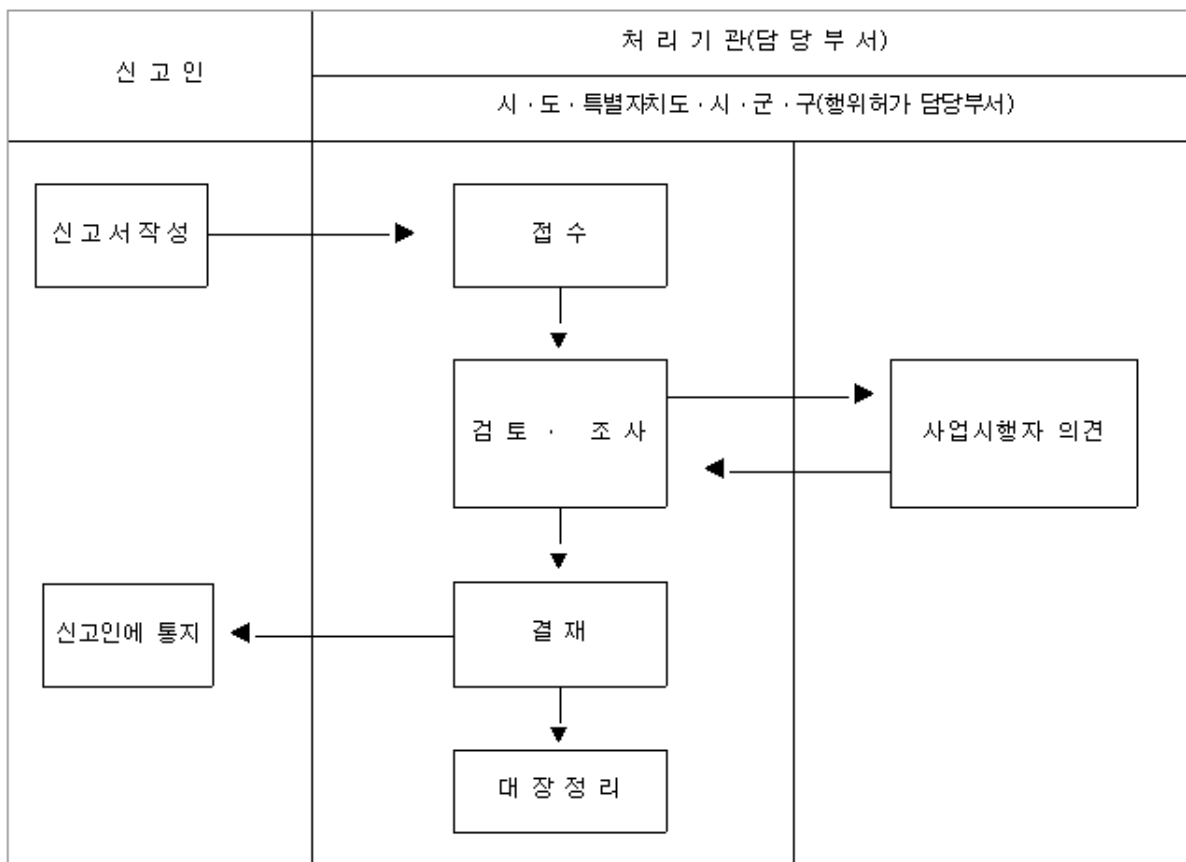 신 고 인
처 리 기 관(담 당 부 서)
시 · 도 · 특별자치도 · 시 · 군 · 구(행위허가 담당부서)
신 고 서 작 성
접 수
검 토 · 조 사
사업시행자 의견
신고인에 통지
결 재
대 장 정 리